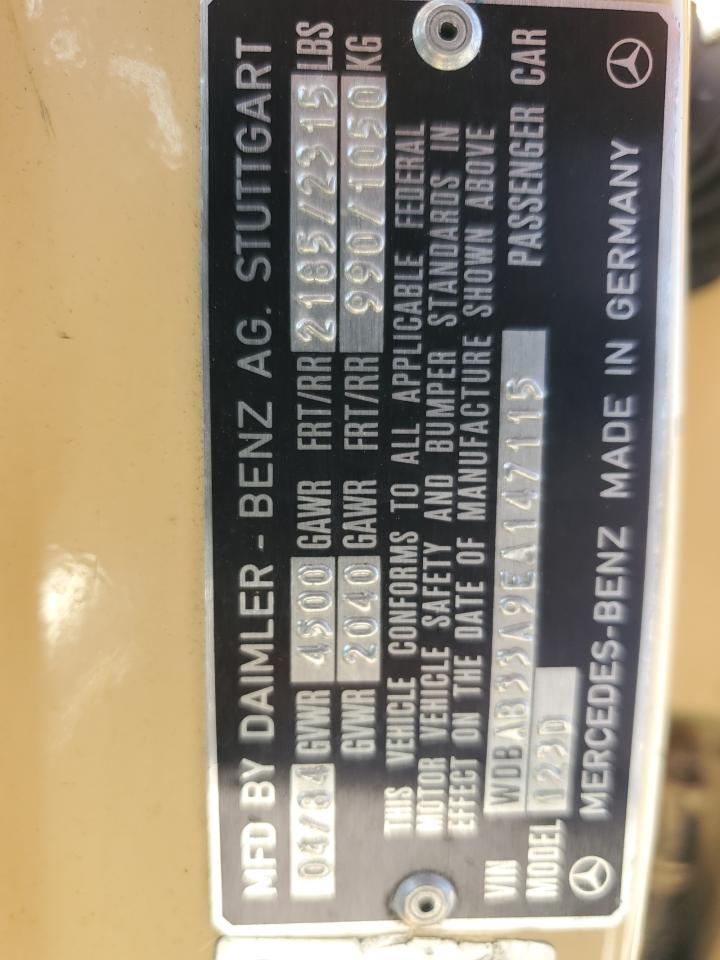 MFD BY DAIMLER-BENZ AG. STUTTGART
04/84 GVWR 4500 GAWR FRT/RR 2185/2315 LBS
GVWR 2040 GAWR FRT/RR 990/1050 KG
THIS VEHICLE CONFORMS TO ALL APPLICABLE FEDERAL
MOTOR VEHICLE SAFETY AND BUMPER STANDARDS IN
EFFECT ON THE DATE OF MANUFACTURE SHOWN ABOVE
VIN WDBAB33A9EA147115
MODEL PASSENGER CAR
MERCEDES-BENZ MADE IN GERMANY